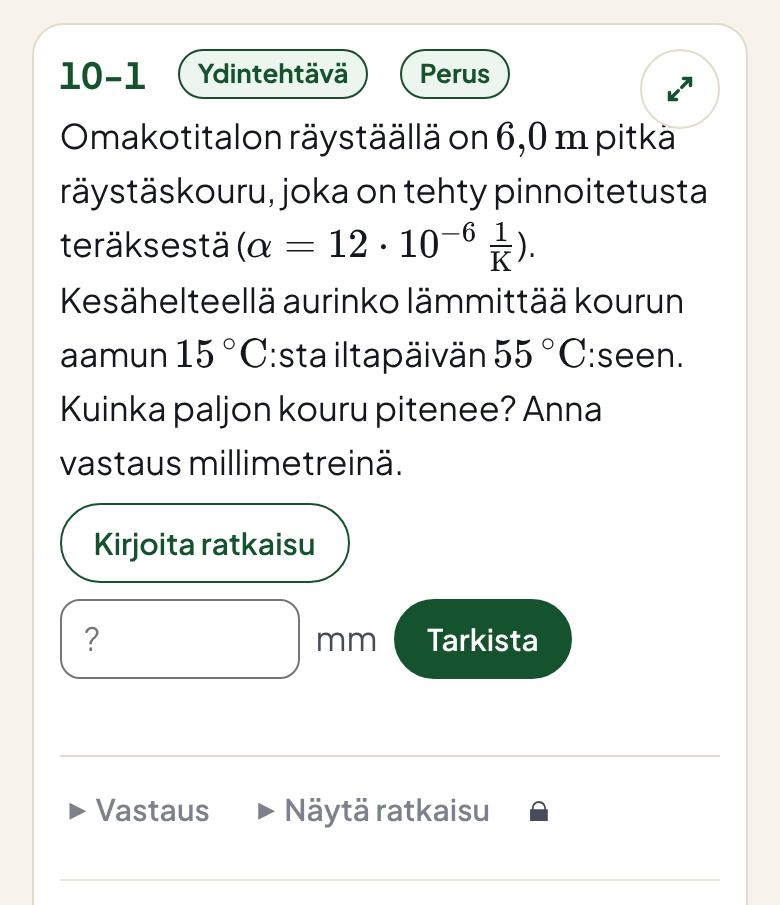 10-1 Ydintehtävä Perus
Omakotitalon räystäällä on 6,0 m pitkä
räystäskouru, joka on tehty pinnoitetusta
teräksestä (α = 12 · 10⁻⁶ 1/K).
Kesähelteellä aurinko lämmittää kourun
aamun 15 °C:sta iltapäivän 55 °C:seen.
Kuinka paljon kouru pitenee? Anna
vastaus millimetreinä.
Kirjoita ratkaisu
? mm Tarkista
▶ Vastaus ▶ Näytä ratkaisu